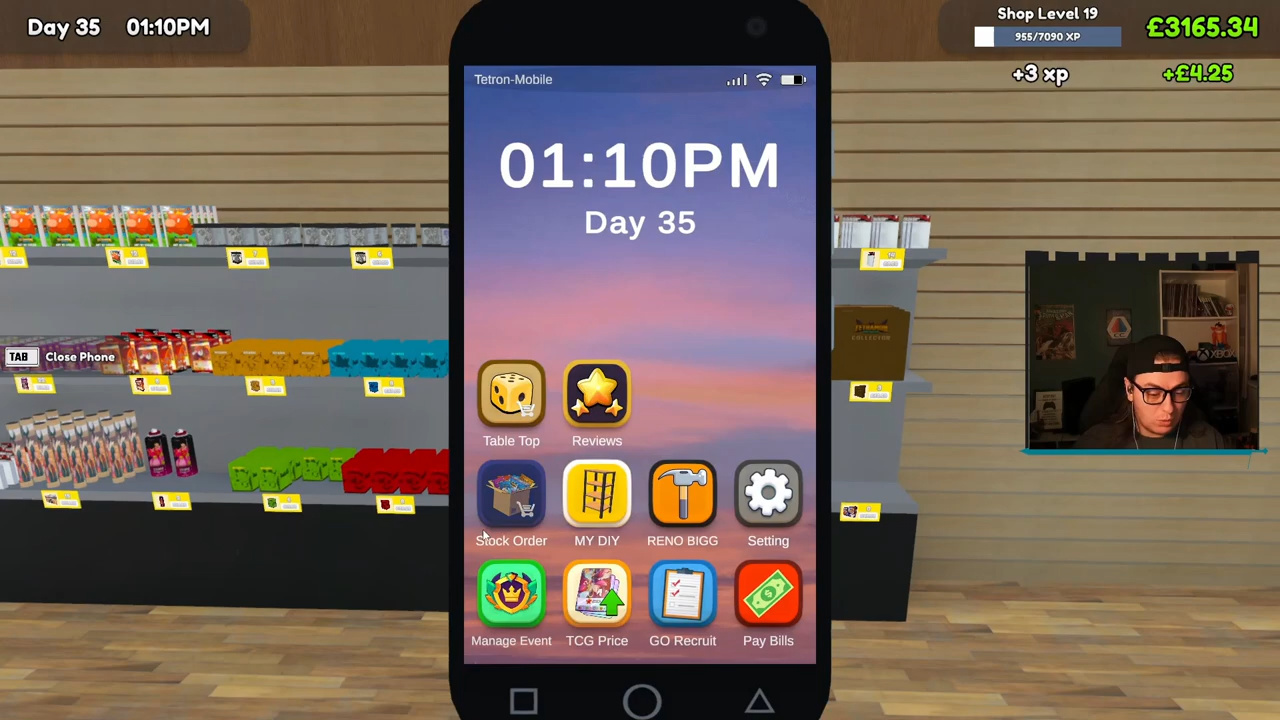 Day 35 01:10PM
Shop Level 19
955/7090 XP
£3165.34
+3 xp
+£4.25
Tetron-Mobile
01:10PM
Day 35
TAB Close Phone
Table Top
Reviews
Stock Order
MY DIY
RENO BIGG
Setting
Manage Event
TCG Price
GO Recruit
Pay Bills
COLLECTOR
XBOX